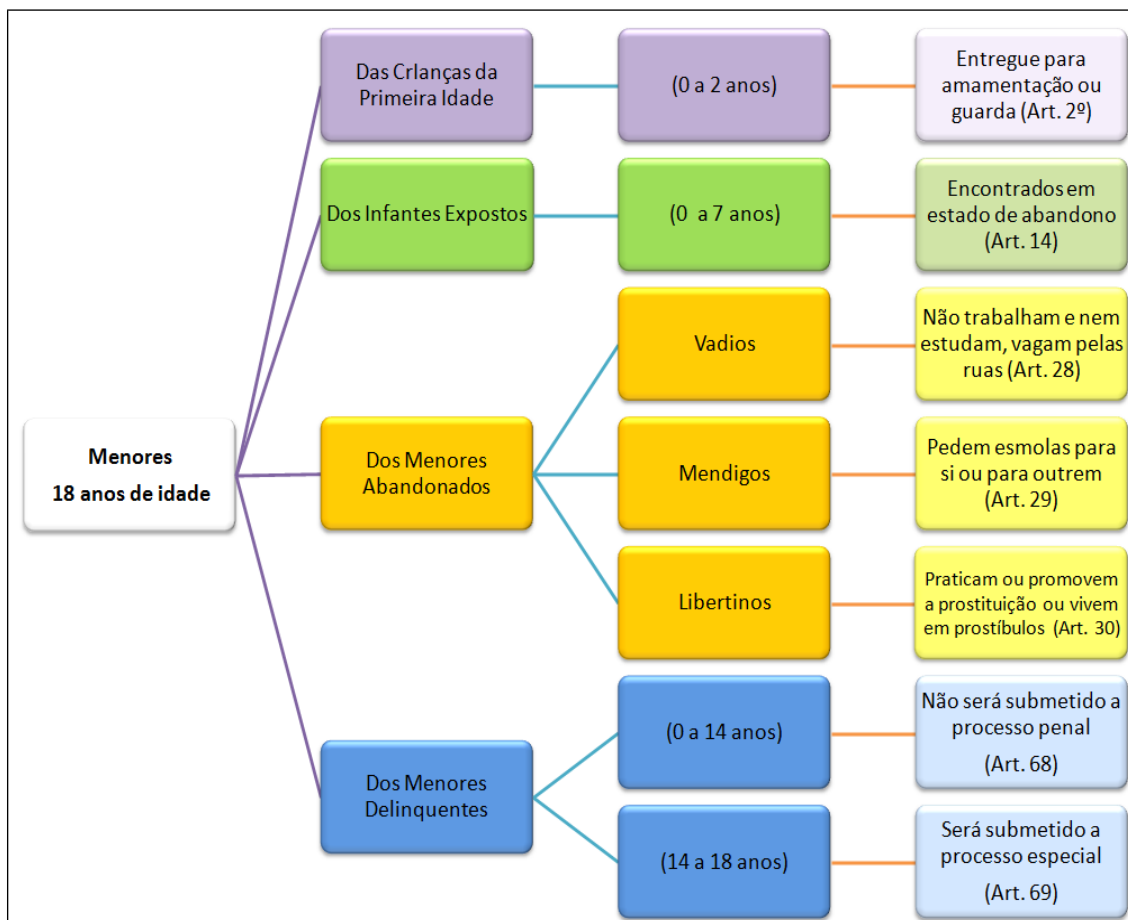 Menores
18 anos de idade
Das Crlanças da
Primeira Idade
(0 a 2 anos)
Entregue para
amamentação ou
guarda (Art. 2º)
Dos Infantes Expostos
(0 a 7 anos)
Encontrados em
estado de abandono
(Art. 14)
Dos Menores
Abandonados
Vadios
Não trabalham e nem
estudam, vagam pelas
ruas (Art. 28)
Mendigos
Pedem esmolas para
si ou para outrem
(Art. 29)
Libertinos
Praticam ou promovem
a prostituição ou vivem
em prostíbulos (Art. 30)
Dos Menores
Delinquentes
(0 a 14 anos)
Não será submetido a
processo penal
(Art. 68)
(14 a 18 anos)
Será submetido a
processo especial
(Art. 69)